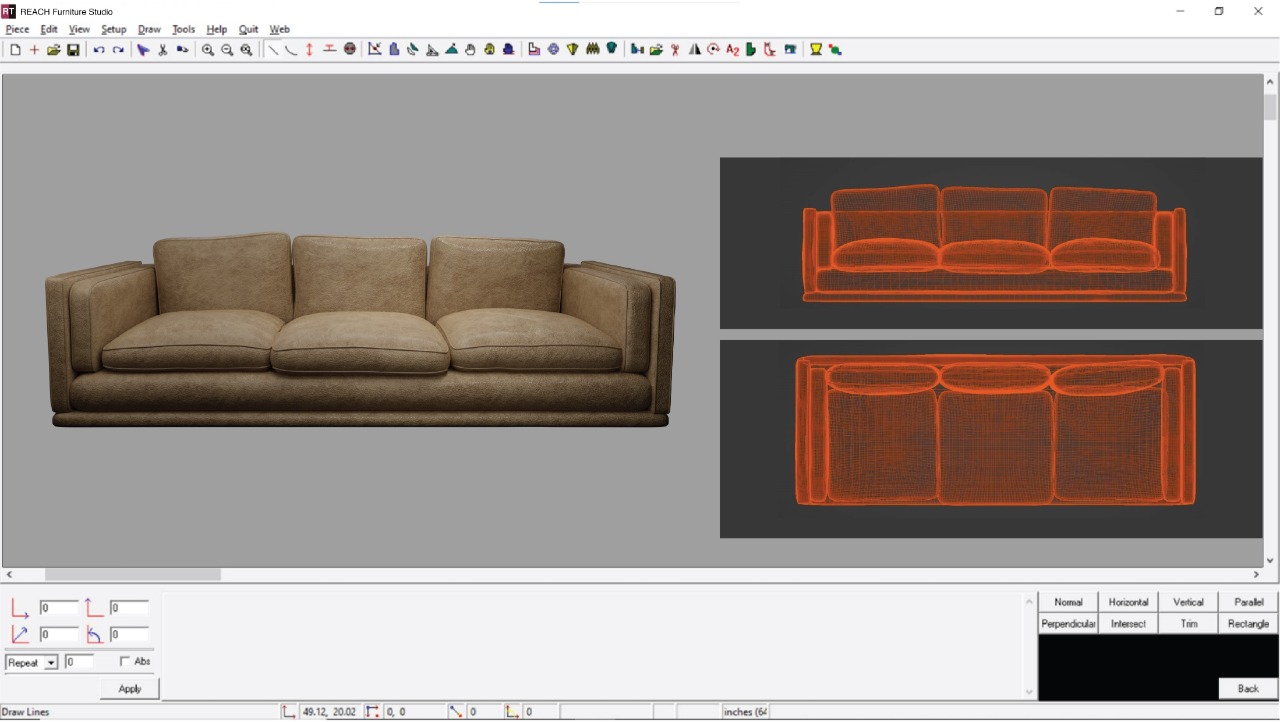 RT REACH Furniture Studio
Piece Edit View Setup Draw Tools Help Quit Web
A2
0 0
Normal Horizontal Vertical Parallel
0 0
Perpendicular Intersect Trim Rectangle
Repeat 0 Abs
Apply
Back
Draw Lines 49.12, 20.02 0, 0 0 0 inches (64